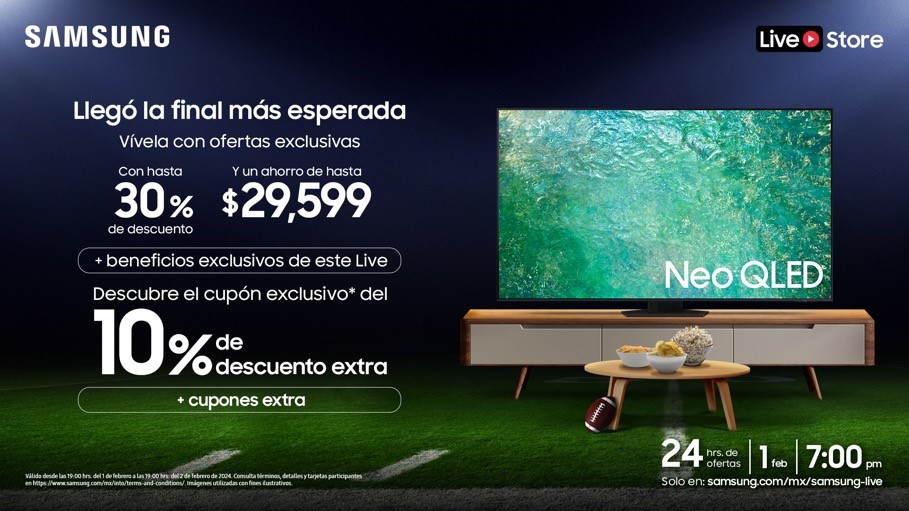 SAMSUNG
Live Store
Llegó la final más esperada
Vívela con ofertas exclusivas
Con hasta
30%
de descuento
Y un ahorro de hasta
$29,599
+ beneficios exclusivos de este Live
Descubre el cupón exclusivo* del
10% de
descuento extra
+ cupones extra
Neo QLED
24 hrs. de
ofertas
1 feb
7:00 pm
Solo en: samsung.com/mx/samsung-live
Válido desde las 19:00 hrs. del 1 de febrero a las 19:00 hrs. del 2 de febrero de 2024. Consulta términos, detalles y tarjetas participantes
en https://www.samsung.com/mx/info/terms-and-conditions/. Imágenes utilizadas con fines ilustrativos.